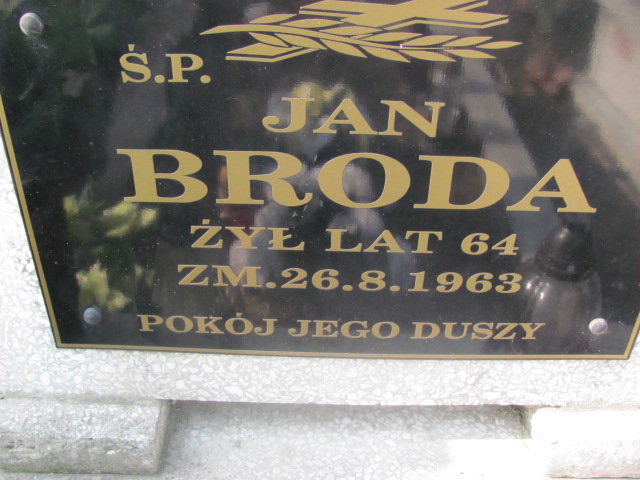 Ś.P.
JAN
BRODA
ŻYŁ LAT 64
ZM.26.8.1963
POKÓJ JEGO DUSZY